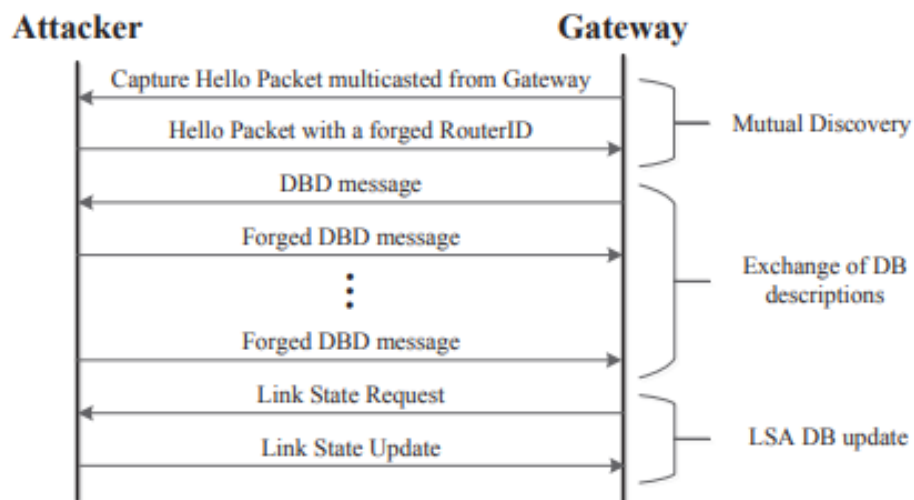 Attacker
Gateway
Capture Hello Packet multicasted from Gateway
Hello Packet with a forged RouterID
Mutual Discovery
DBD message
Forged DBD message
Exchange of DB
descriptions
Forged DBD message
Link State Request
LSA DB update
Link State Update